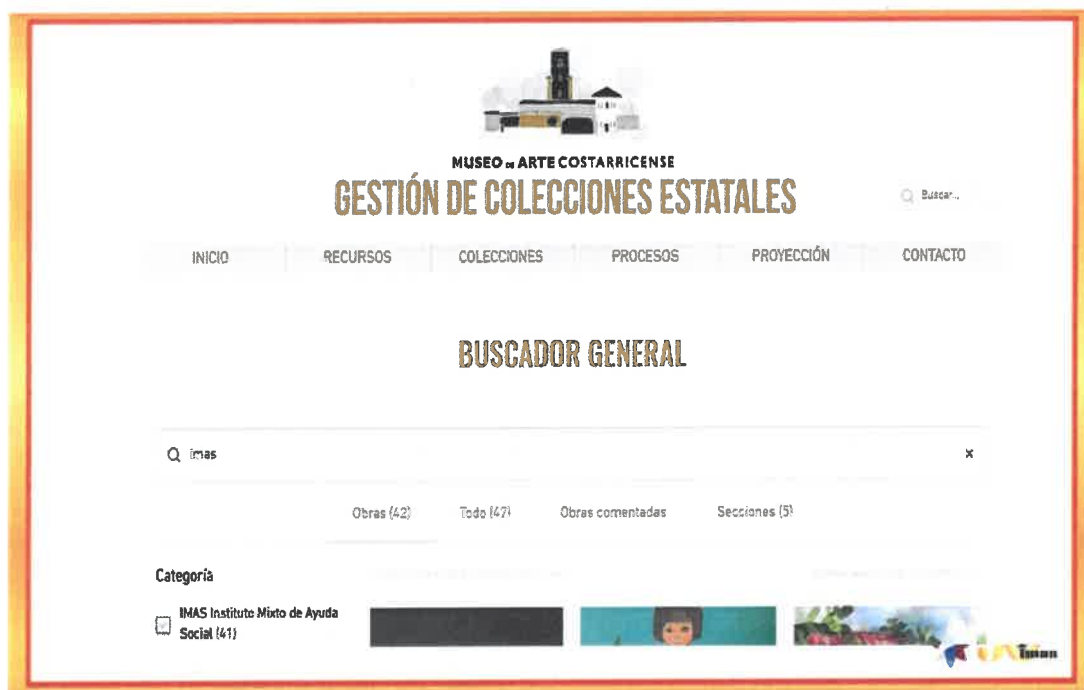 MUSEO DE ARTE COSTARRICENSE
GESTIÓN DE COLECCIONES ESTATALES
Buscar...
INICIO
RECURSOS
COLECCIONES
PROCESOS
PROYECCIÓN
CONTACTO
BUSCADOR GENERAL
imas
Obras (42)
Todo (47)
Obras comentadas
Secciones (5)
Categoría
IMAS Instituto Mixto de Ayuda
Social (41)